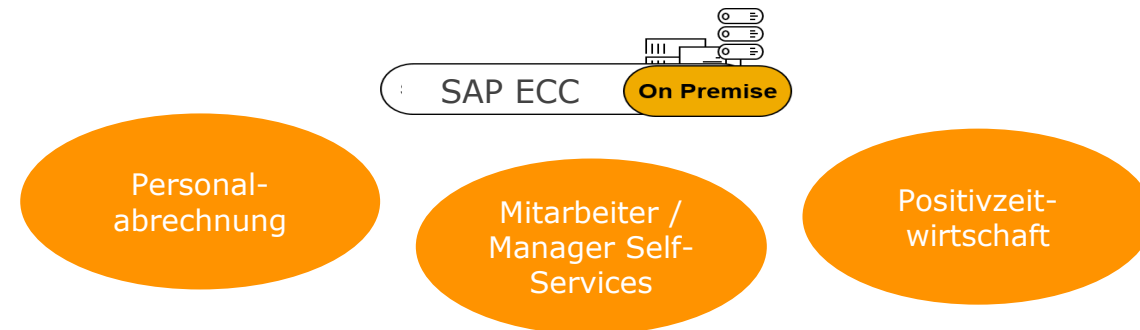 SAP ECC
On Premise
Personal-
abrechnung
Mitarbeiter /
Manager Self-
Services
Positivzeit-
wirtschaft